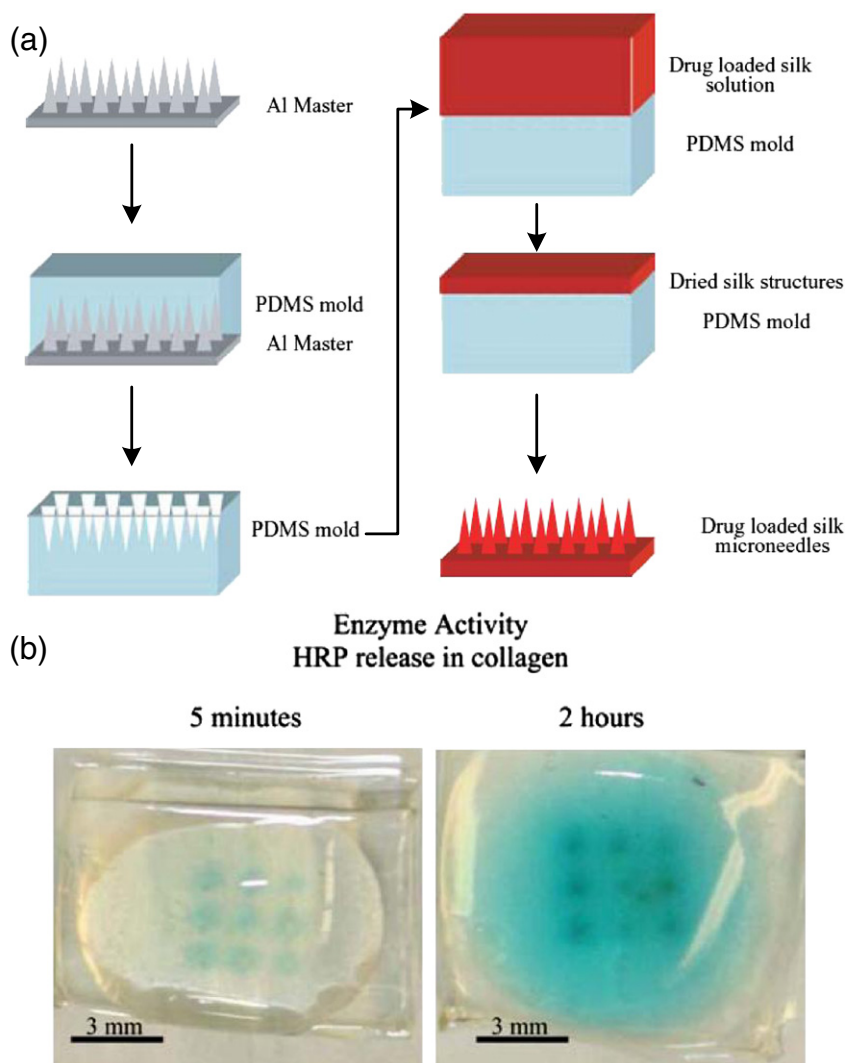 (a)
Al Master
PDMS mold
Al Master
PDMS mold
Drug loaded silk
solution
PDMS mold
Dried silk structures
PDMS mold
Drug loaded silk
microneedles
(b)
Enzyme Activity
HRP release in collagen
5 minutes
2 hours
3 mm
3 mm